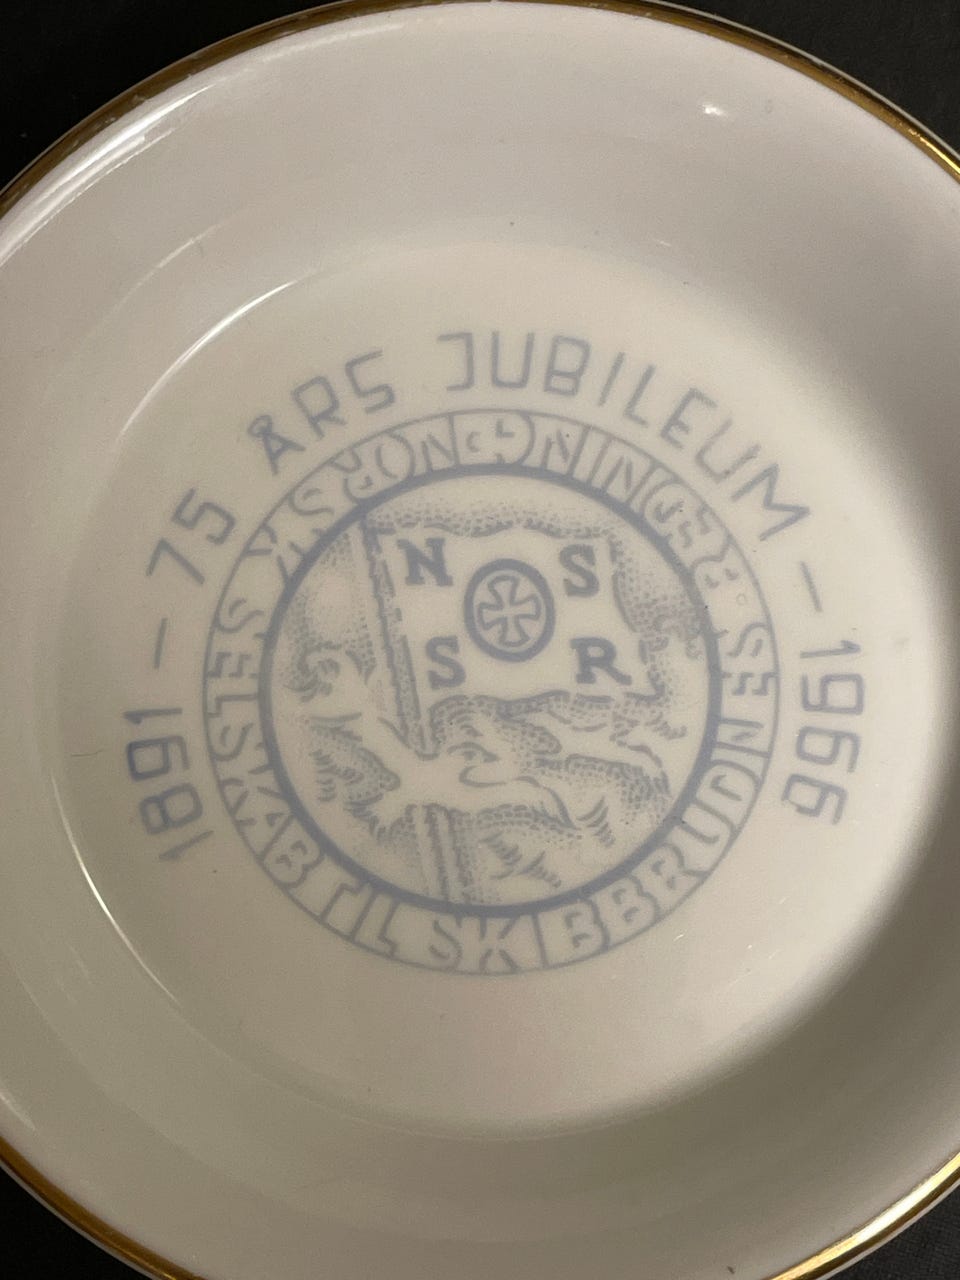 1891 — 75 ÅRS JUBILEUM — 1966
NORSK SELSKAB TIL SKIBBRUDNES · REDNING
N S
S R